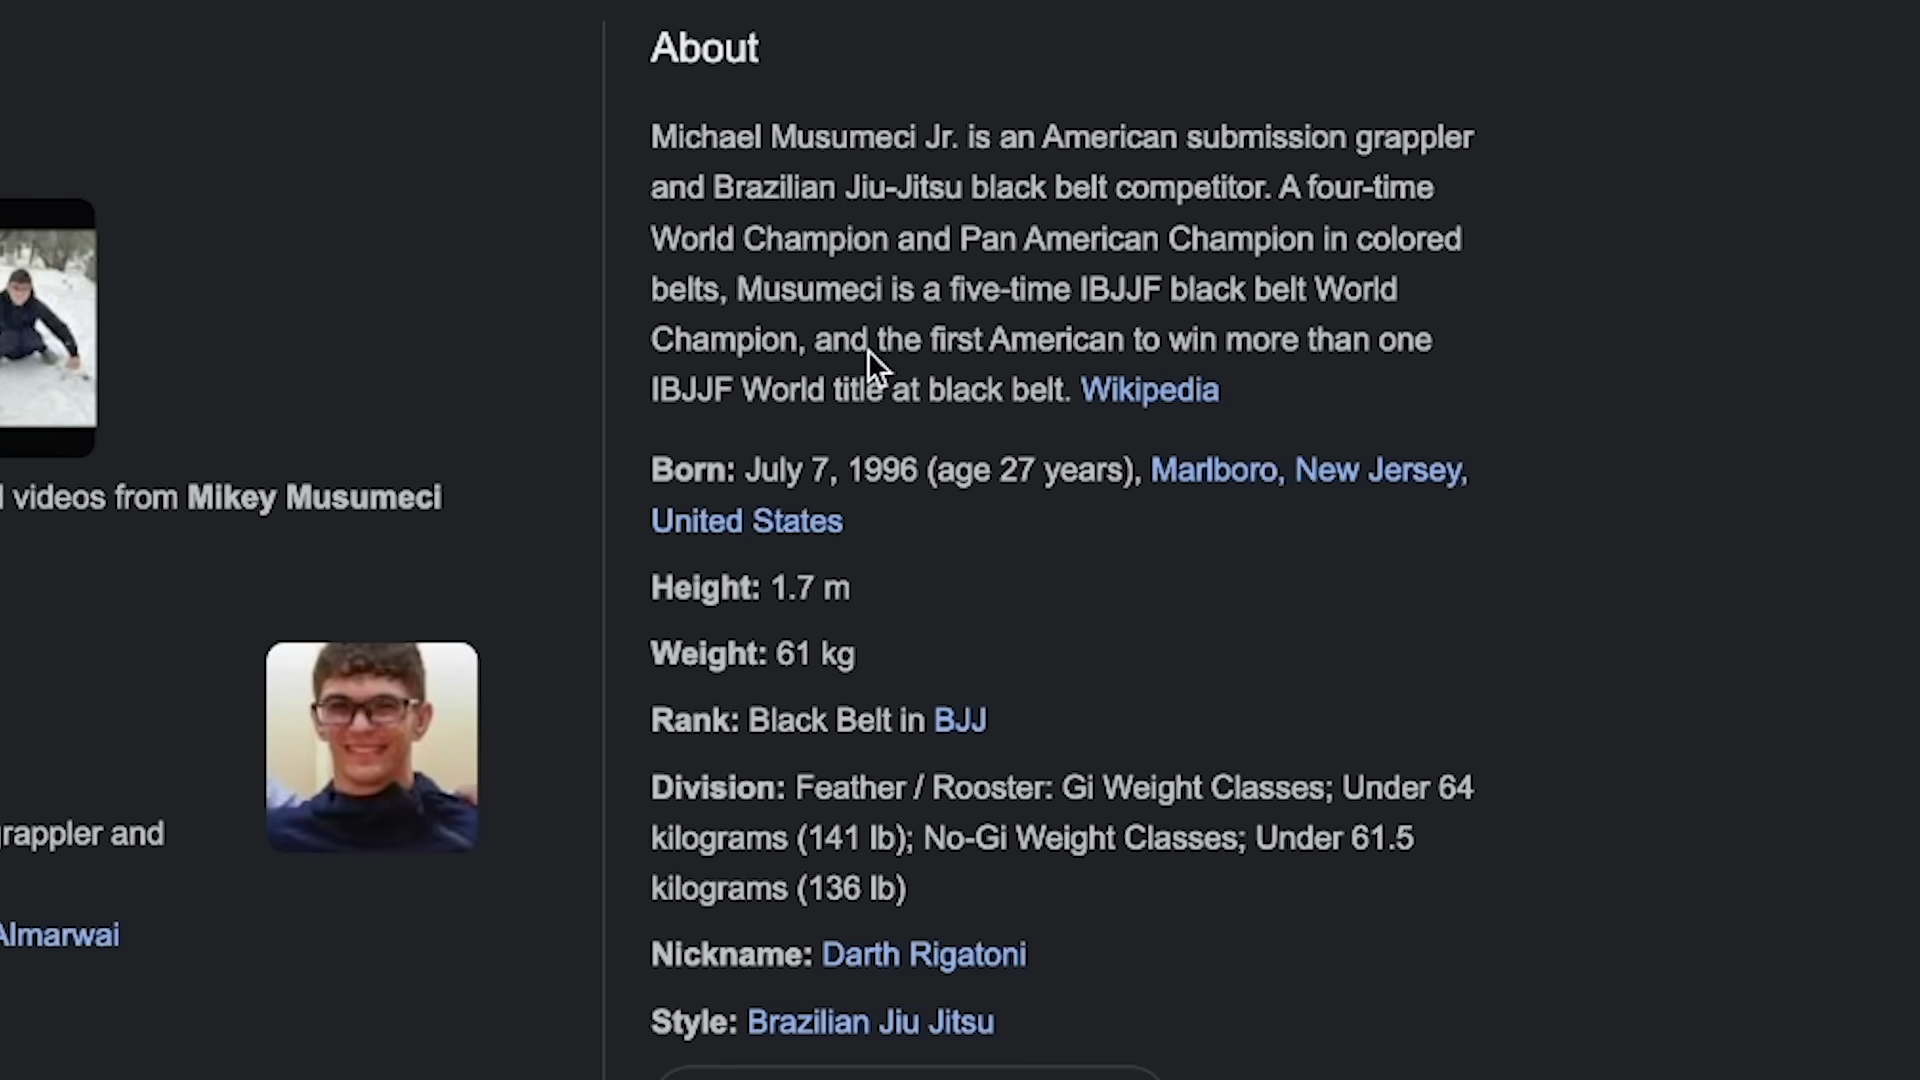 About
Michael Musumeci Jr. is an American submission grappler
and Brazilian Jiu-Jitsu black belt competitor. A four-time
World Champion and Pan American Champion in colored
belts, Musumeci is a five-time IBJJF black belt World
Champion, and the first American to win more than one
IBJJF World title at black belt. Wikipedia
Born: July 7, 1996 (age 27 years), Marlboro, New Jersey,
United States
Height: 1.7 m
Weight: 61 kg
Rank: Black Belt in BJJ
Division: Feather / Rooster: Gi Weight Classes; Under 64
kilograms (141 lb); No-Gi Weight Classes; Under 61.5
kilograms (136 lb)
Nickname: Darth Rigatoni
Style: Brazilian Jiu Jitsu
videos from Mikey Musumeci
rappler and
Almarwai